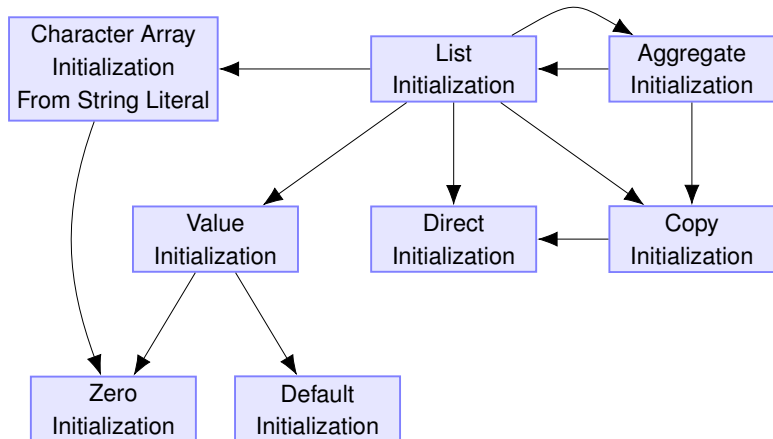 Character Array
Initialization
From String Literal
List
Initialization
Aggregate
Initialization
Value
Initialization
Direct
Initialization
Copy
Initialization
Zero
Initialization
Default
Initialization